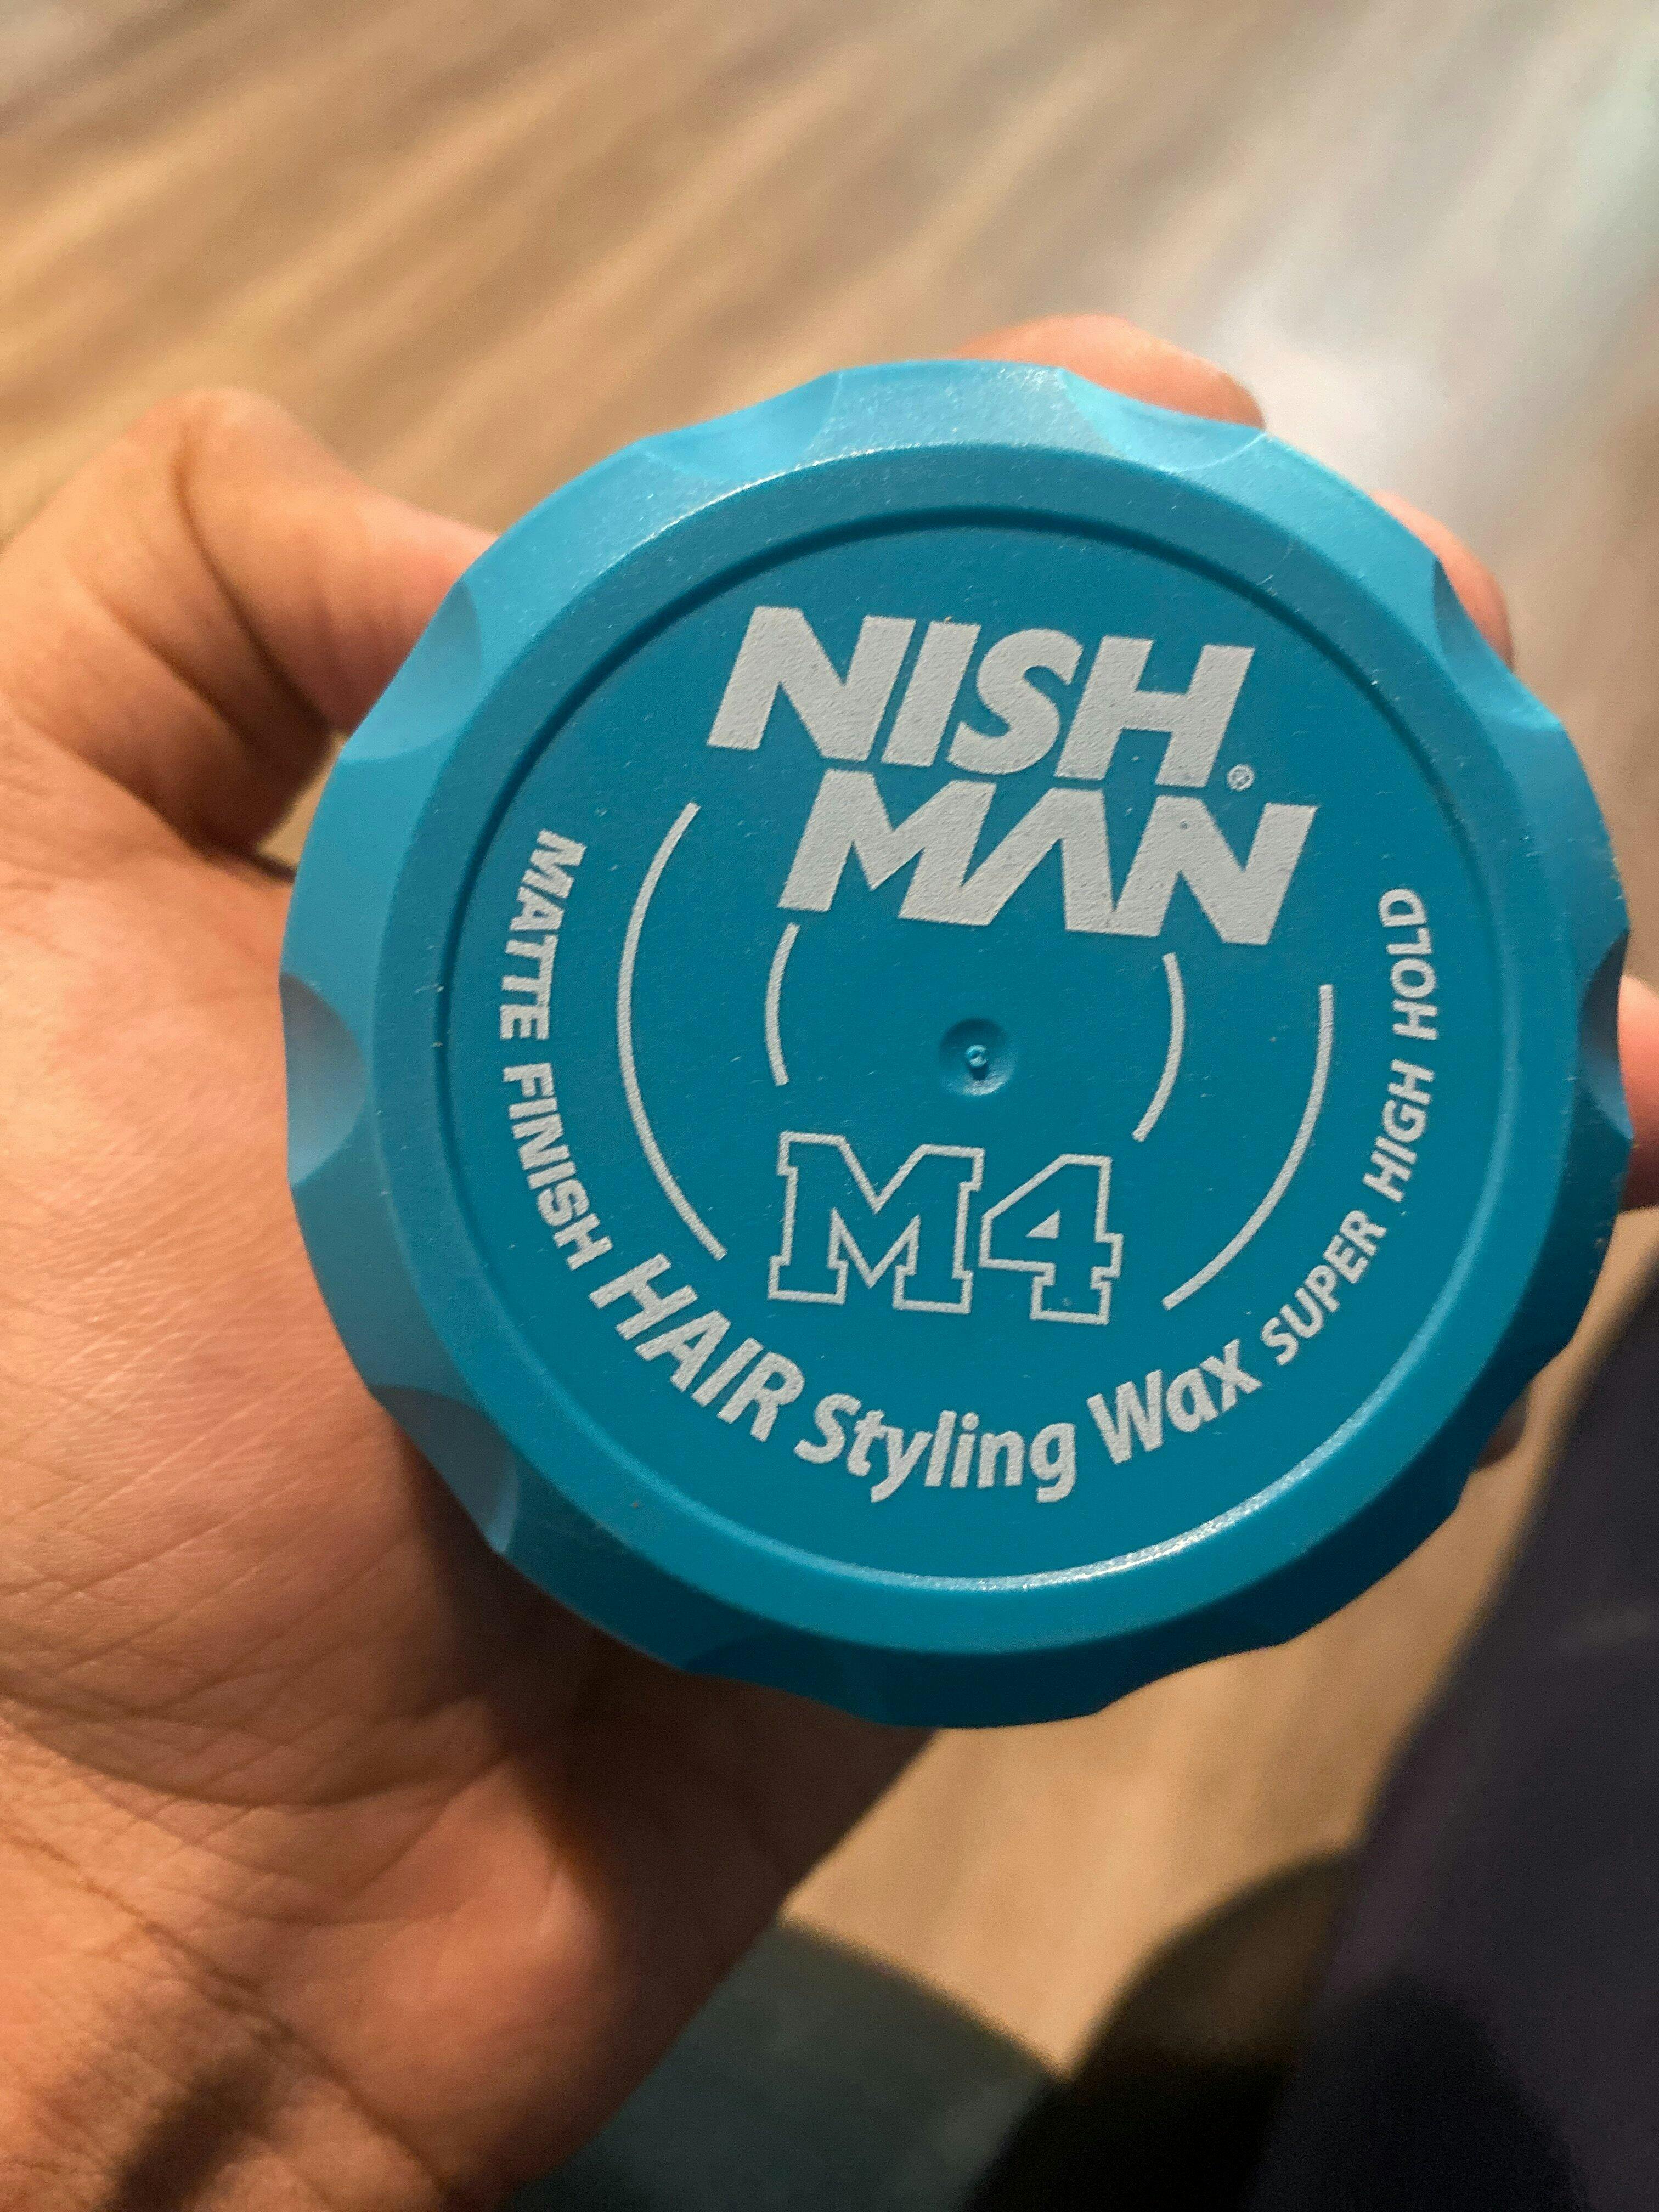 NISH
MAN®
M4
MATTE FINISH HAIR Styling Wax SUPER HIGH HOLD